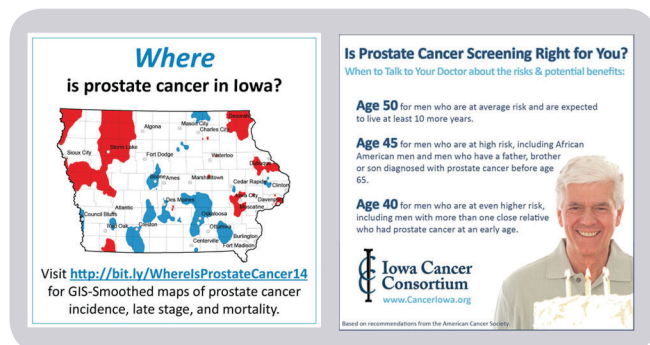 Where
is prostate cancer in Iowa?
Algona
Mason City
Charles City
Decorah
Sioux City
Storm Lake
Fort Dodge
Waterloo
Dubuque
Boone
Ames
Marshalltown
Cedar Rapids
Clinton
Iowa City
Davenport
Des Moines
Muscatine
Atlantic
Council Bluffs
Oskaloosa
Red Oak
Creston
Ottumwa
Burlington
Centerville
Fort Madison
Visit http://bit.ly/WhereIsProstateCancer14
for GIS-Smoothed maps of prostate cancer
incidence, late stage, and mortality.
Is Prostate Cancer Screening Right for You?
When to Talk to Your Doctor about the risks & potential benefits:
Age 50 for men who are at average risk and are expected
to live at least 10 more years.
Age 45 for men who are at high risk, including African
American men and men who have a father, brother
or son diagnosed with prostate cancer before age
65.
Age 40 for men who are at even higher risk,
including men with more than one close relative
who had prostate cancer at an early age.
ICC
Iowa Cancer
Consortium
www.CancerIowa.org
Based on recommendations from the American Cancer Society.